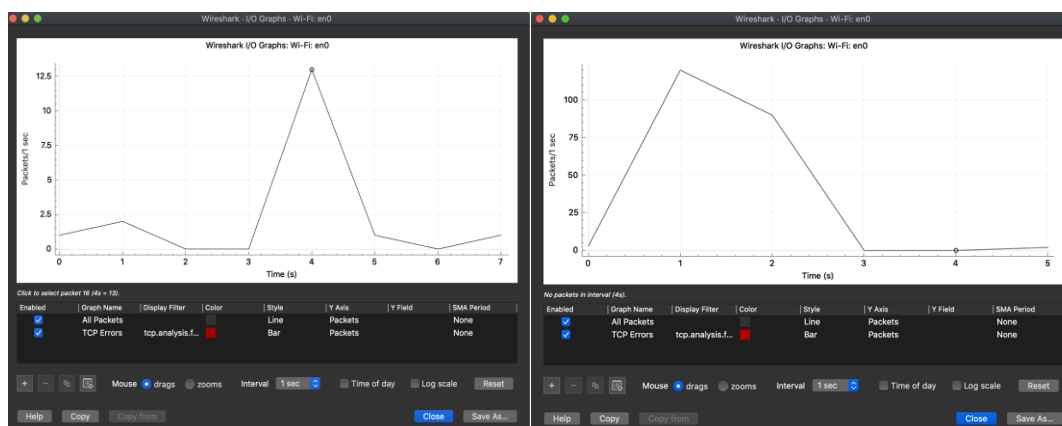 Wireshark · I/O Graphs: Wi-Fi: en0
Wireshark I/O Graphs: Wi-Fi: en0
Packets/1 sec
12.5
10
7.5
5
2.5
0
0 1 2 3 4 5 6 7
Time (s)
Click to select packet 16 (4s = 13).
Enabled Graph Name Display Filter Color Style Y Axis Y Field SMA Period
All Packets Line Packets None
TCP Errors tcp.analysis.f... Bar Packets None
+ − Mouse drags zooms Interval 1 sec Time of day Log scale Reset
Help Copy Copy from Close Save As...
Wireshark · I/O Graphs: Wi-Fi: en0
Wireshark I/O Graphs: Wi-Fi: en0
Packets/1 sec
100
75
50
25
0
0 1 2 3 4 5
Time (s)
No packets in interval (4s).
Enabled Graph Name Display Filter Color Style Y Axis Y Field SMA Period
All Packets Line Packets None
TCP Errors tcp.analysis.f... Bar Packets None
+ − Mouse drags zooms Interval 1 sec Time of day Log scale Reset
Help Copy Copy from Close Save As...